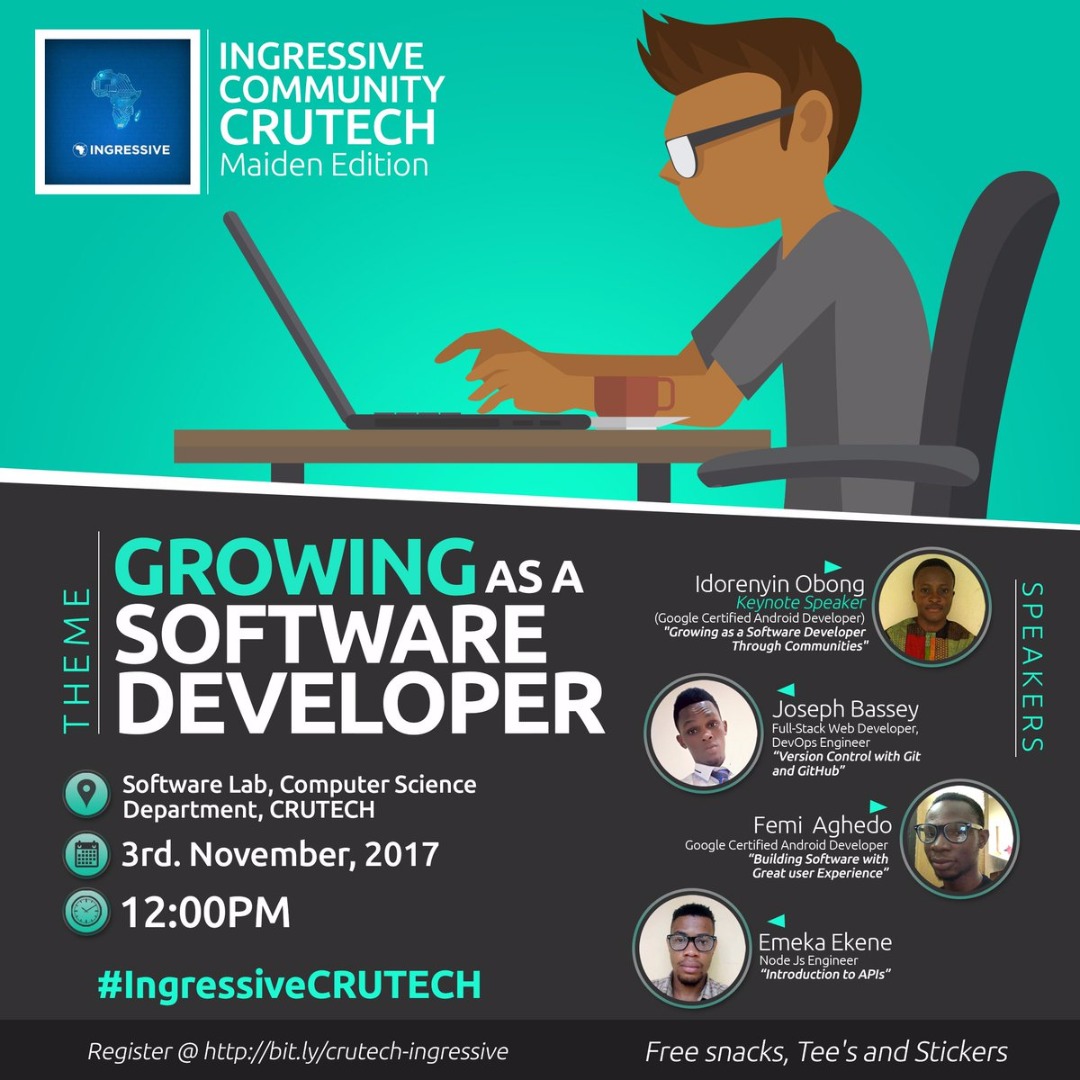 INGRESSIVE
INGRESSIVE
COMMUNITY
CRUTECH
Maiden Edition
THEME
GROWING AS A
SOFTWARE
DEVELOPER
Software Lab, Computer Science
Department, CRUTECH
3rd. November, 2017
12:00PM
#IngressiveCRUTECH
SPEAKERS
Idorenyin Obong
Keynote Speaker
(Google Certified Android Developer)
"Growing as a Software Developer
Through Communities"
Joseph Bassey
Full-Stack Web Developer,
DevOps Engineer
“Version Control with Git
and GitHub”
Femi Aghedo
Google Certified Android Developer
“Building Software with
Great user Experience”
Emeka Ekene
Node Js Engineer
“Introduction to APIs“
Register @ http://bit.ly/crutech-ingressive
Free snacks, Tee's and Stickers